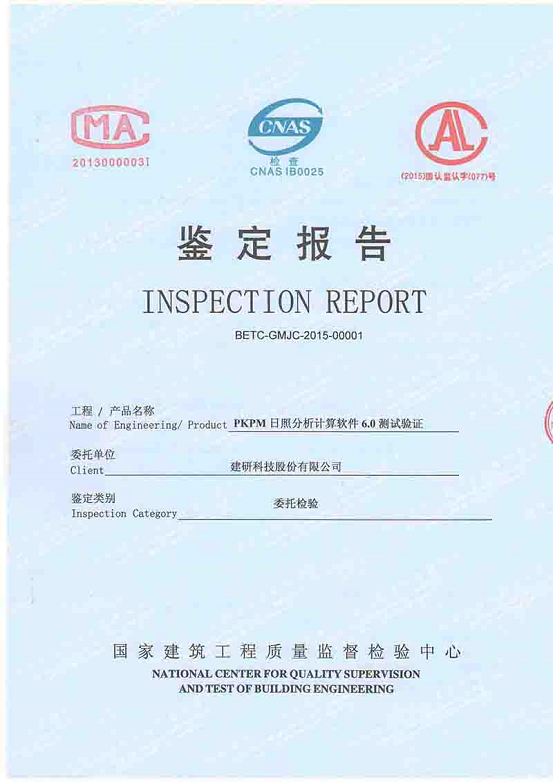 MA
2013000003I
CNAS
检 查
CNAS IB0025
AL
(2015)国认监认字(077)号
鉴 定 报 告
INSPECTION REPORT
BETC-GMJC-2015-00001
工程 / 产品名称
Name of Engineering/ Product PKPM 日照分析计算软件 6.0 测试验证
委托单位
Client 建研科技股份有限公司
鉴定类别
Inspection Category 委托检验
国家建筑工程质量监督检验中心
NATIONAL CENTER FOR QUALITY SUPERVISION
AND TEST OF BUILDING ENGINEERING